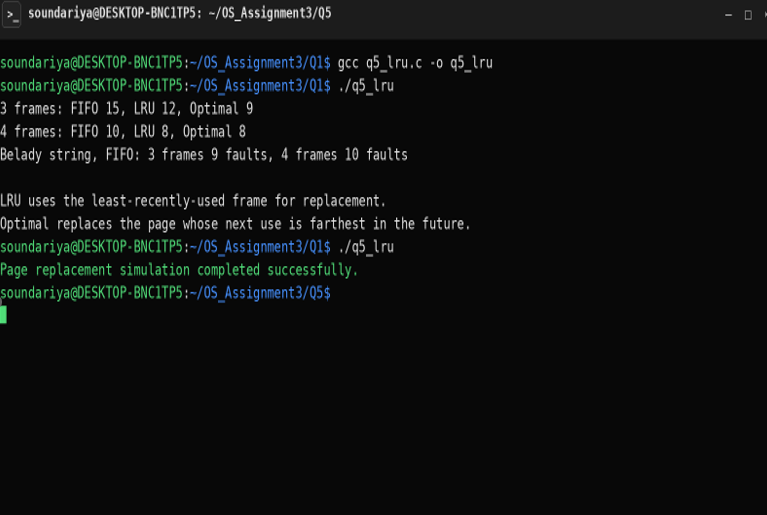 >_ soundariya@DESKTOP-BNC1TP5: ~/OS_Assignment3/Q5
soundariya@DESKTOP-BNC1TP5:~/OS_Assignment3/Q1$ gcc q5_lru.c -o q5_lru
soundariya@DESKTOP-BNC1TP5:~/OS_Assignment3/Q1$ ./q5_lru
3 frames: FIFO 15, LRU 12, Optimal 9
4 frames: FIFO 10, LRU 8, Optimal 8
Belady string, FIFO: 3 frames 9 faults, 4 frames 10 faults
LRU uses the least-recently-used frame for replacement.
Optimal replaces the page whose next use is farthest in the future.
soundariya@DESKTOP-BNC1TP5:~/OS_Assignment3/Q1$ ./q5_lru
Page replacement simulation completed successfully.
soundariya@DESKTOP-BNC1TP5:~/OS_Assignment3/Q5$